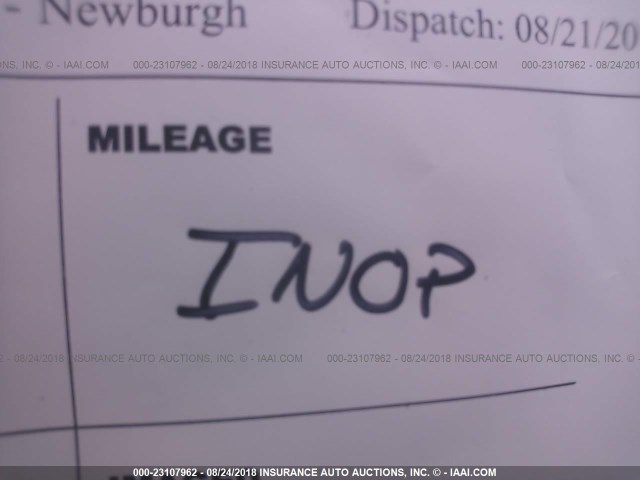 - Newburgh Dispatch: 08/21/20
NS, INC. © - IAAI.COM 000-23107962 - 08/24/2018 INSURANCE AUTO AUCTIONS, INC. © - IAAI.COM 000-23107962 - 08/24/201
MILEAGE
INOP
- 08/24/2018 INSURANCE AUTO AUCTIONS, INC. © - IAAI.COM 000-23107962 - 08/24/2018 INSURANCE AUTO AUCTIONS, INC. © -
000-23107962 - 08/24/2018 INSURANCE AUTO AUCTIONS, INC. © - IAAI.COM